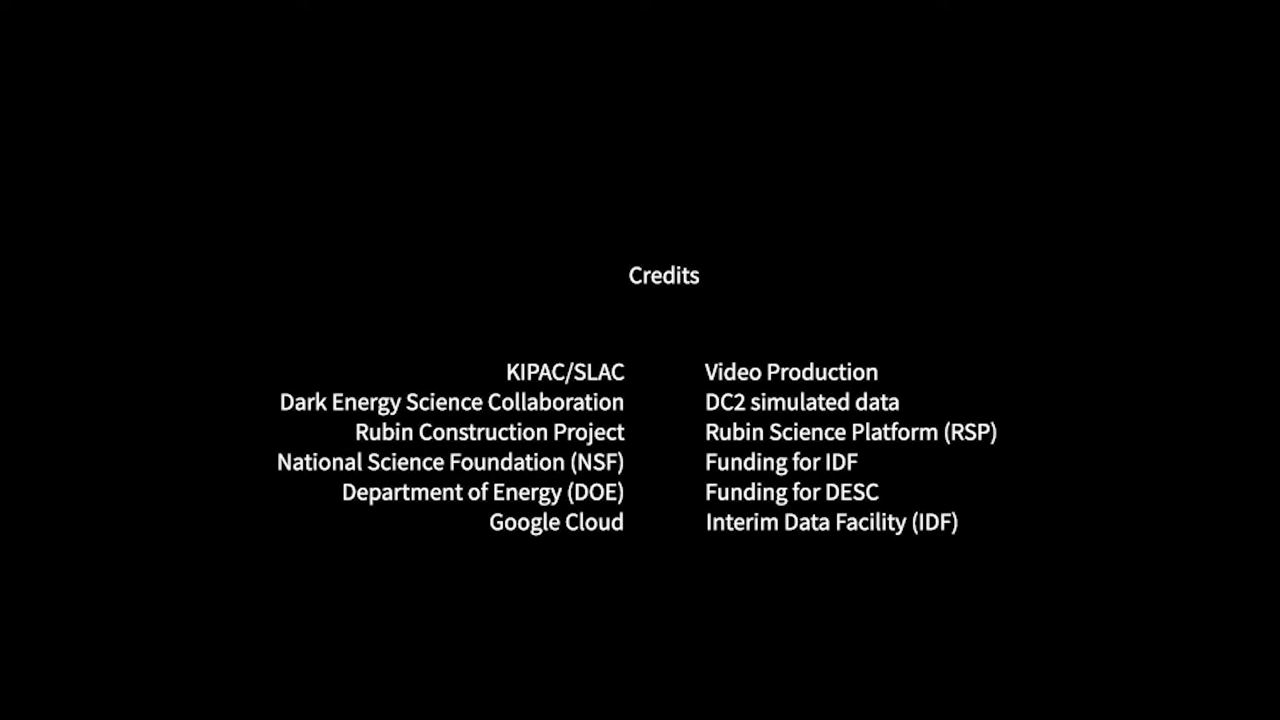 Credits
KIPAC/SLAC Video Production
Dark Energy Science Collaboration DC2 simulated data
Rubin Construction Project Rubin Science Platform (RSP)
National Science Foundation (NSF) Funding for IDF
Department of Energy (DOE) Funding for DESC
Google Cloud Interim Data Facility (IDF)